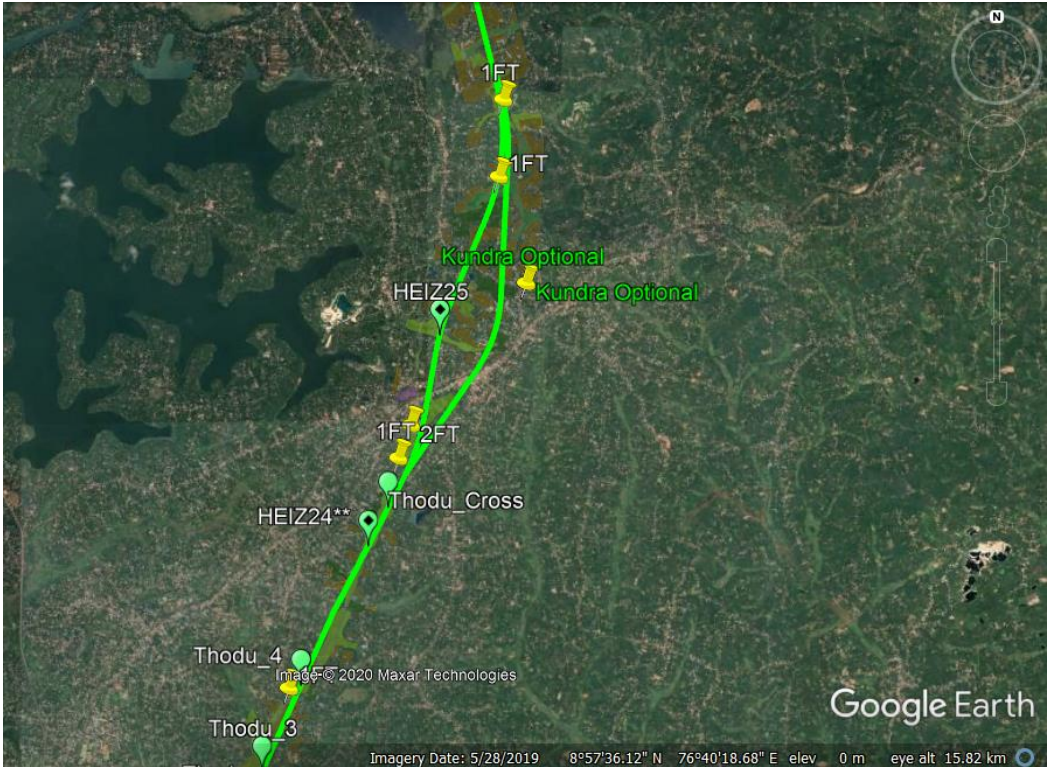 N
1FT
1FT
Kundra Optional
HEIZ25
Kundra Optional
1FT
2FT
Thodu_Cross
HEIZ24**
Thodu_4
1FT
Image © 2020 Maxar Technologies
Google Earth
Thodu_3
Imagery Date: 5/28/2019 8°57'36.12" N 76°40'18.68" E elev 0 m eye alt 15.82 km